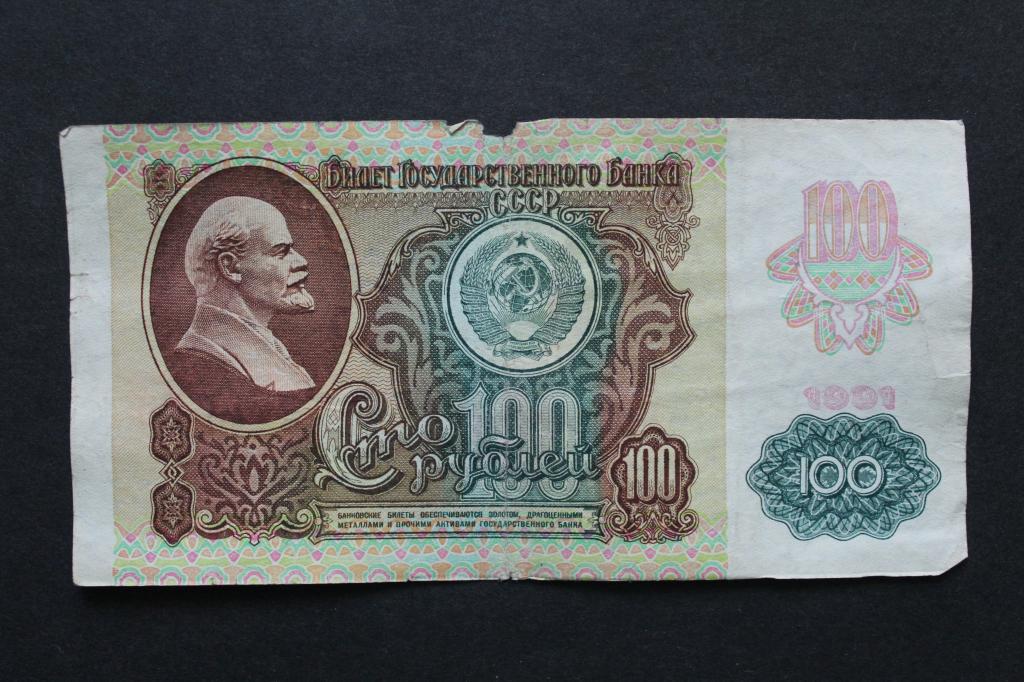 Билет Государственного Банка
СССР
100
1991
100
Сто 100
рублей
100
100
БАНКОВСКИЕ БИЛЕТЫ ОБЕСПЕЧИВАЮТСЯ ЗОЛОТОМ, ДРАГОЦЕННЫМИ
МЕТАЛЛАМИ И ПРОЧИМИ АКТИВАМИ ГОСУДАРСТВЕННОГО БАНКА